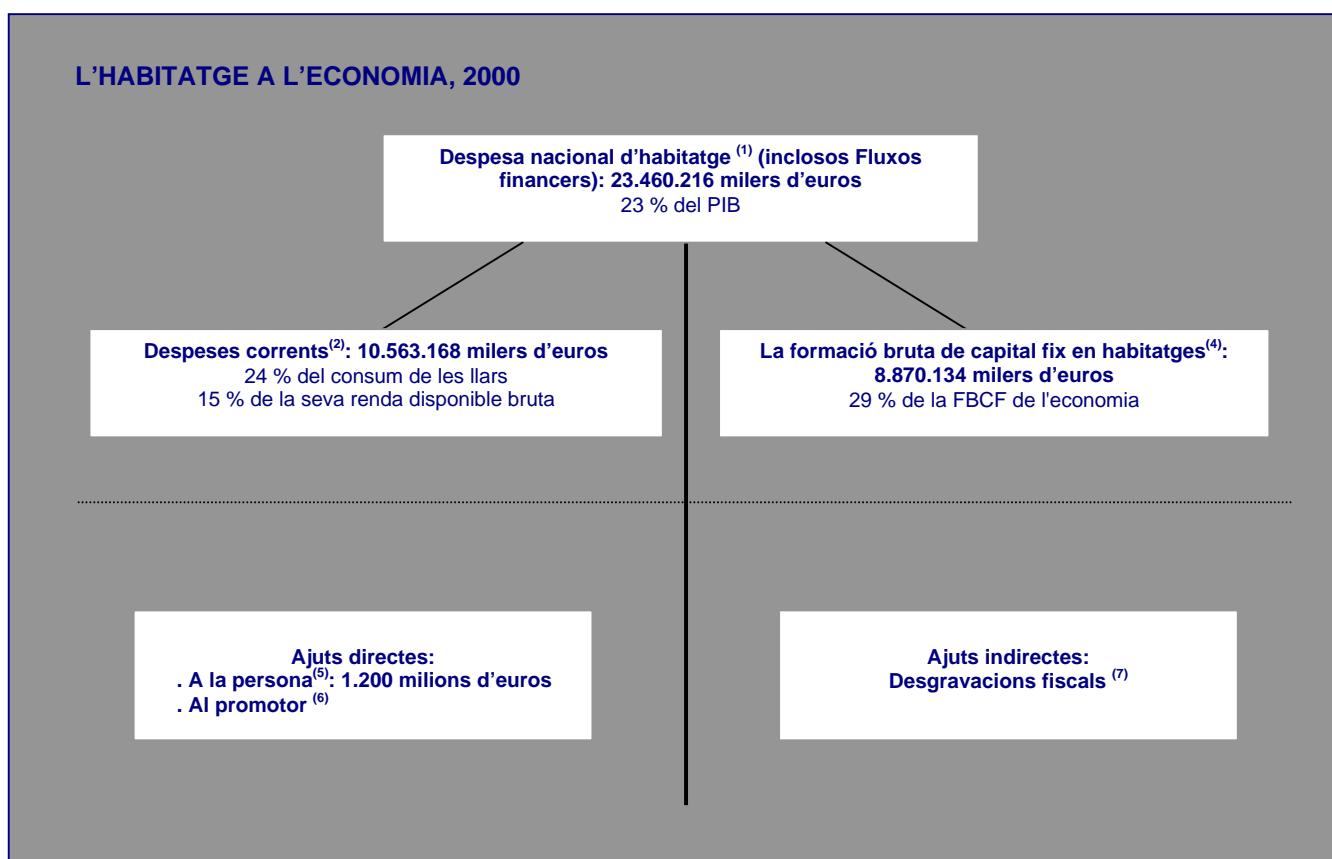 L'HABITATGE A L'ECONOMIA, 2000
Despesa nacional d'habitatge (1) (inclosos Fluxos
financers): 23.460.216 milers d'euros
23 % del PIB
Despeses corrents(2): 10.563.168 milers d'euros
24 % del consum de les llars
15 % de la seva renda disponible bruta
La formació bruta de capital fix en habitatges(4):
8.870.134 milers d'euros
29 % de la FBCF de l'economia
Ajuts directes:
. A la persona(5): 1.200 milions d'euros
. Al promotor (6)
Ajuts indirectes:
Desgravacions fiscals (7)